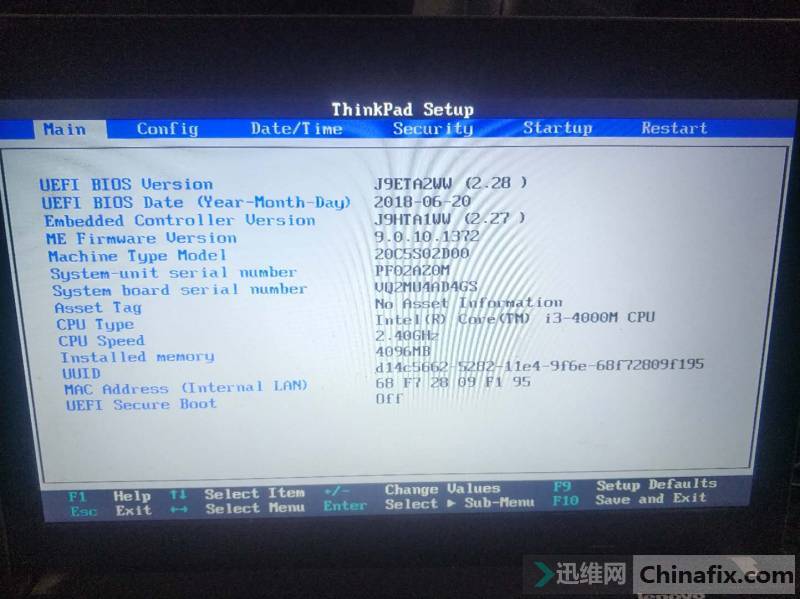 ThinkPad Setup
Main Config Date/Time Security Startup Restart
UEFI BIOS Version J9ETA2WW (2.28 )
UEFI BIOS Date (Year-Month-Day) 2018-06-20
Embedded Controller Version J9HTA1WW (2.27 )
ME Firmware Version 9.0.10.1372
Machine Type Model 20C5S02D00
System-unit serial number PF02A20M
System board serial number VQ2MU4AD4GS
Asset Tag No Asset Information
CPU Type Intel(R) Core(TM) i3-4000M CPU
CPU Speed 2.40GHz
Installed memory 4096MB
UUID d14c5662-5282-11e4-9f6e-68f72809f195
MAC Address (Internal LAN) 68 F7 28 09 F1 95
UEFI Secure Boot Off
F1 Help ↑↓ Select Item +/- Change Values F9 Setup Defaults
Esc Exit ↔ Select Menu Enter Select ▶ Sub-Menu F10 Save and Exit
迅维网 Chinafix.com
lenovo